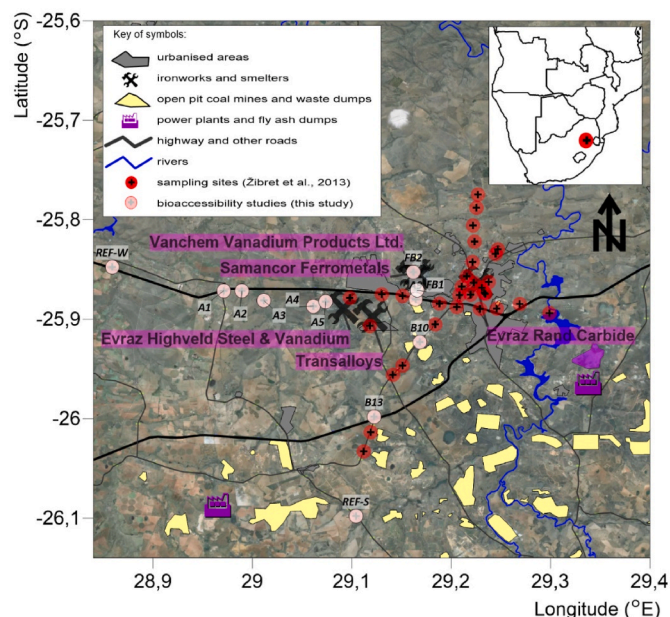 -25,6
Key of symbols:
urbanised areas
ironworks and smelters
open pit coal mines and waste dumps
power plants and fly ash dumps
highway and other roads
rivers
sampling sites (Žibret et al., 2013)
bioaccessibility studies (this study)
Latitude (°S)
-25,7
-25,8
N
Vanchem Vanadium Products Ltd.
REF-W
FB2
Samancor Ferrometals
A1
A2
A3
A4
A5
FB1
-25,9
Evraz Highveld Steel & Vanadium
B10
Evraz Rand Carbide
Transalloys
-26
B13
REF-S
-26,1
28,9
29
29,1
29,2
29,3
29,4
Longitude (°E)